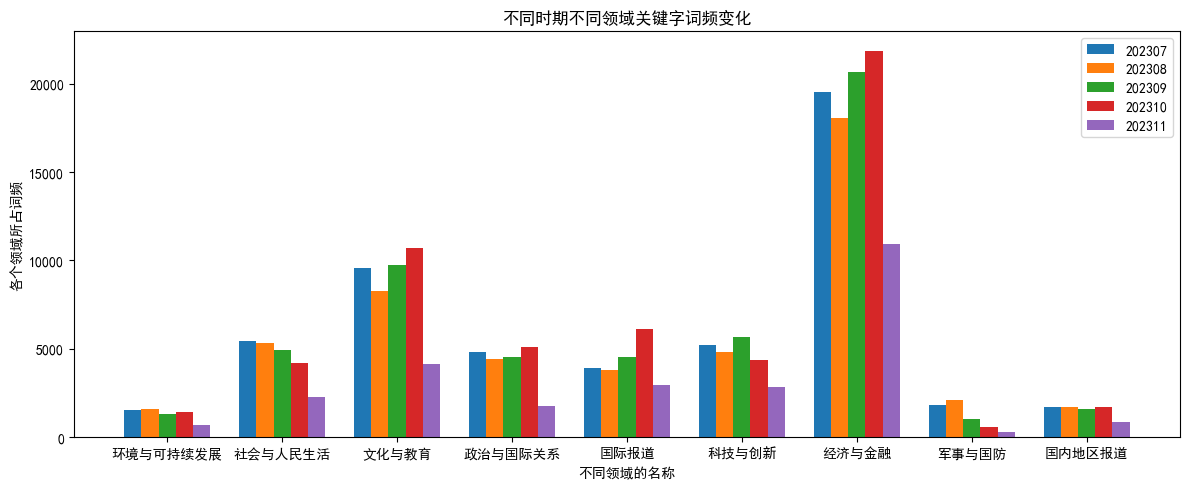 不同时期不同领域关键字词频变化
202307
202308
202309
202310
202311
各个领域所占词频
20000
15000
10000
5000
0
环境与可持续发展 社会与人民生活 文化与教育 政治与国际关系 国际报道 科技与创新 经济与金融 军事与国防 国内地区报道
不同领域的名称